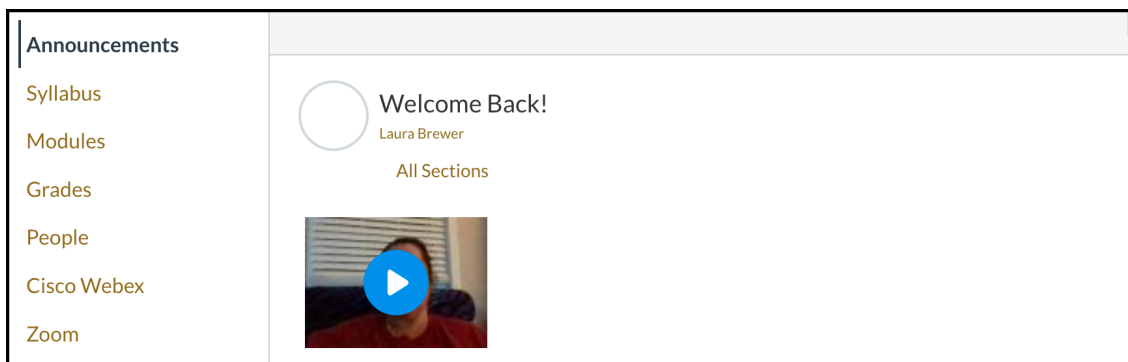 Announcements
Syllabus
Modules
Grades
People
Cisco Webex
Zoom
Welcome Back!
Laura Brewer
All Sections